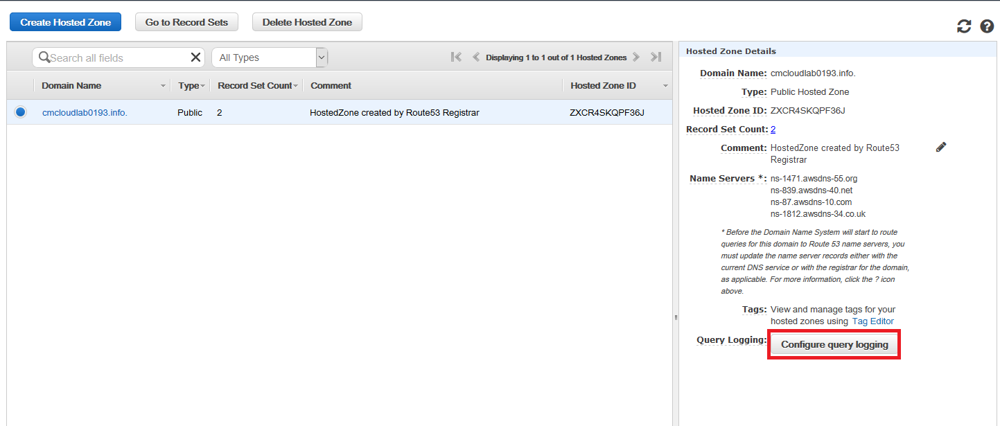 Create Hosted Zone Go to Record Sets Delete Hosted Zone
Search all fields All Types Displaying 1 to 1 out of 1 Hosted Zones
Domain Name Type Record Set Count Comment Hosted Zone ID
cmcloudlab0193.info. Public 2 HostedZone created by Route53 Registrar ZXCR4SKQPF36J
Hosted Zone Details
Domain Name: cmcloudlab0193.info.
Type: Public Hosted Zone
Hosted Zone ID: ZXCR4SKQPF36J
Record Set Count: 2
Comment: HostedZone created by Route53
Registrar
Name Servers *: ns-1471.awsdns-55.org
ns-839.awsdns-40.net
ns-87.awsdns-10.com
ns-1812.awsdns-34.co.uk
* Before the Domain Name System will start to route
queries for this domain to Route 53 name servers, you
must update the name server records either with the
current DNS service or with the registrar for the domain,
as applicable. For more information, click the ? icon
above.
Tags: View and manage tags for your
hosted zones using Tag Editor
Query Logging: Configure query logging